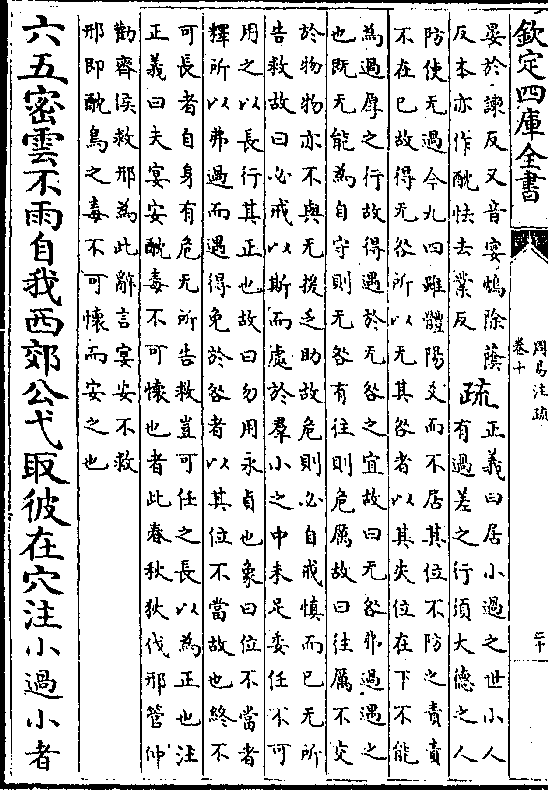 欽定四庫全書
周易注疏
卷十
二十
晏於諫反又音宴鴆除蔭
反本亦作酖怯去業反
疏
正義曰居小過之世小人
有過差之行須大德之人
防使无過今九四雖體陽爻而不居其位不防之責責
不在已故得无咎所以无其咎者以其失位在下不能
為過厚之行故得遇於无咎之宜故曰无咎弗過遇之
也既无能為自守則无咎有往則危厲故曰往厲不交
於物物亦不與无援之助故危則必自戒慎而已无所
告救故曰必戒以斯而處於羣小之中未足委任不可
用之以長行其正也故曰勿用永貞也象曰位不當者
釋所以弗過而遇得免於咎者以其位不當故也終不
可長者自身有危无所告救豈可任之長以為正也注
正義曰夫宴安酖毒不可懷也者此春秋狄伐邢管仲
勸齊侯救邢為此辭言宴安不救
邢即酖鳥之毒不可懷而安之也
六五密雲不雨自我西郊公弋取彼在穴注小過小者